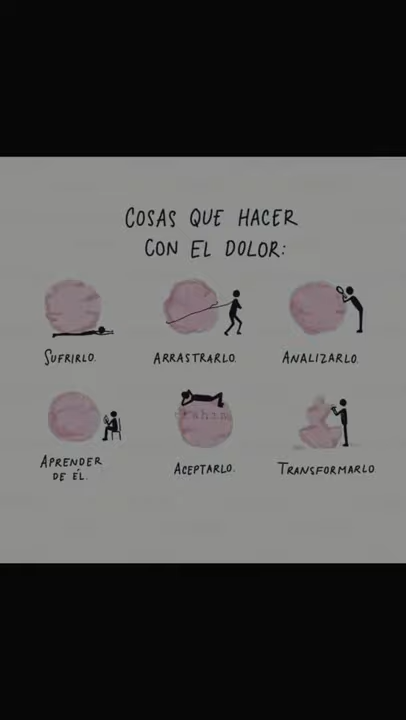 COSAS QUE HACER
CON EL DOLOR:
SUFRIRLO.
ARRASTRARLO.
ANALIZARLO.
APRENDER
DE ÉL.
ACEPTARLO.
TRANSFORMARLO